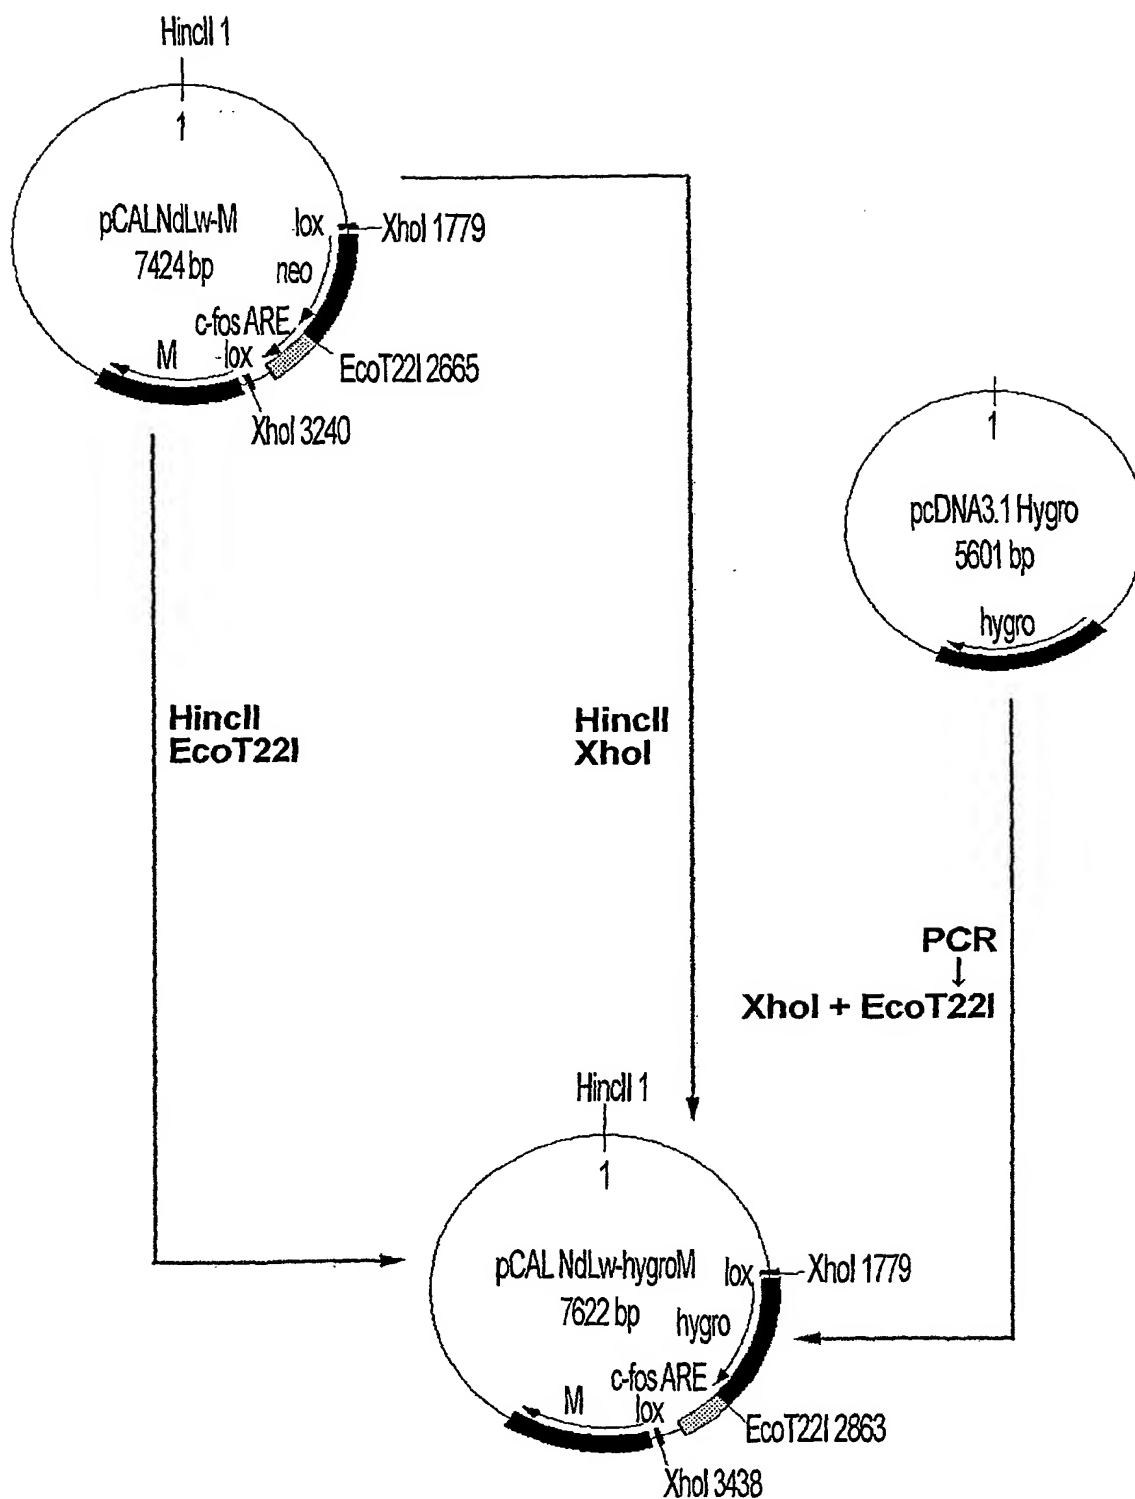 HincII 1
1
pCALNdLw-M
7424 bp
lox
XhoI 1779
neo
c-fos ARE
M
lox
EcoT22I 2665
XhoI 3240
1
pcDNA3.1 Hygro
5601 bp
hygro
HincII
EcoT22I
HincII
XhoI
PCR
↓
XhoI + EcoT22I
HincII 1
1
pCAL NdLw-hygroM
7622 bp
lox
XhoI 1779
hygro
c-fos ARE
M
lox
EcoT22I 2863
XhoI 3438